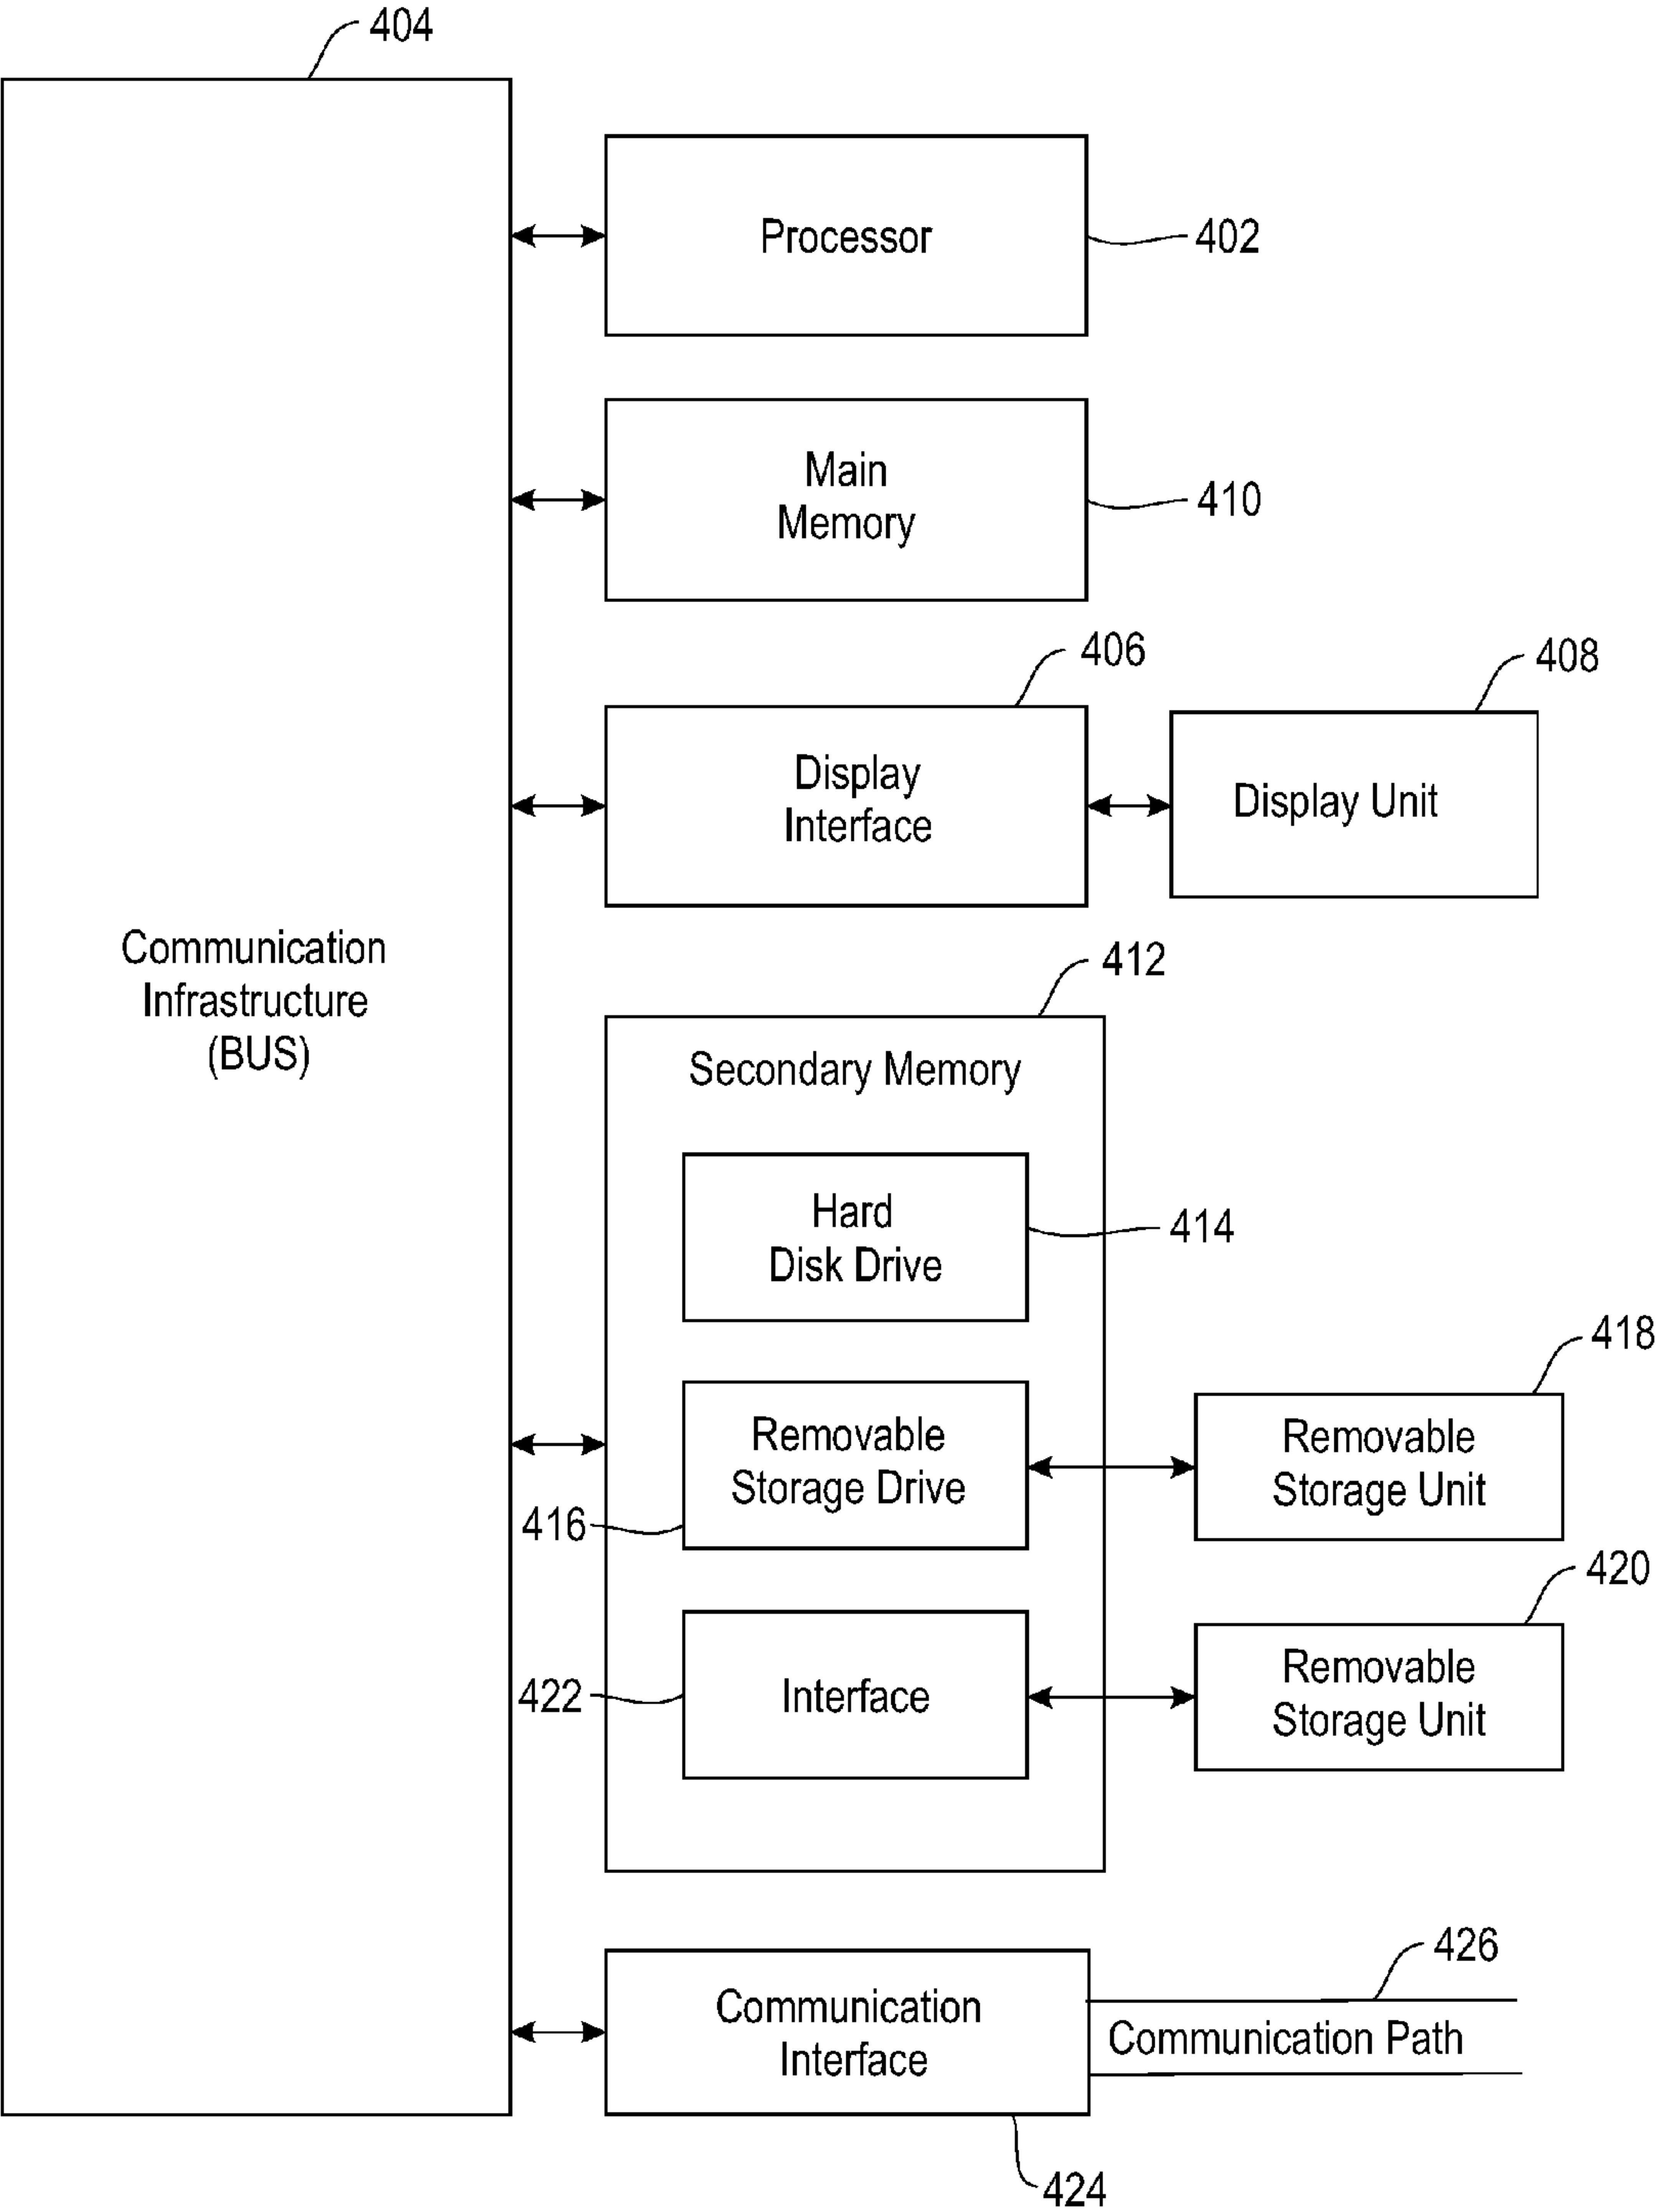 404
Processor
402
Main
Memory
410
406
408
Display
Interface
Display Unit
Communication
Infrastructure
(BUS)
412
Secondary Memory
Hard
Disk Drive
414
418
Removable
Storage Drive
416
Removable
Storage Unit
420
422
Interface
Removable
Storage Unit
426
Communication
Interface
Communication Path
424